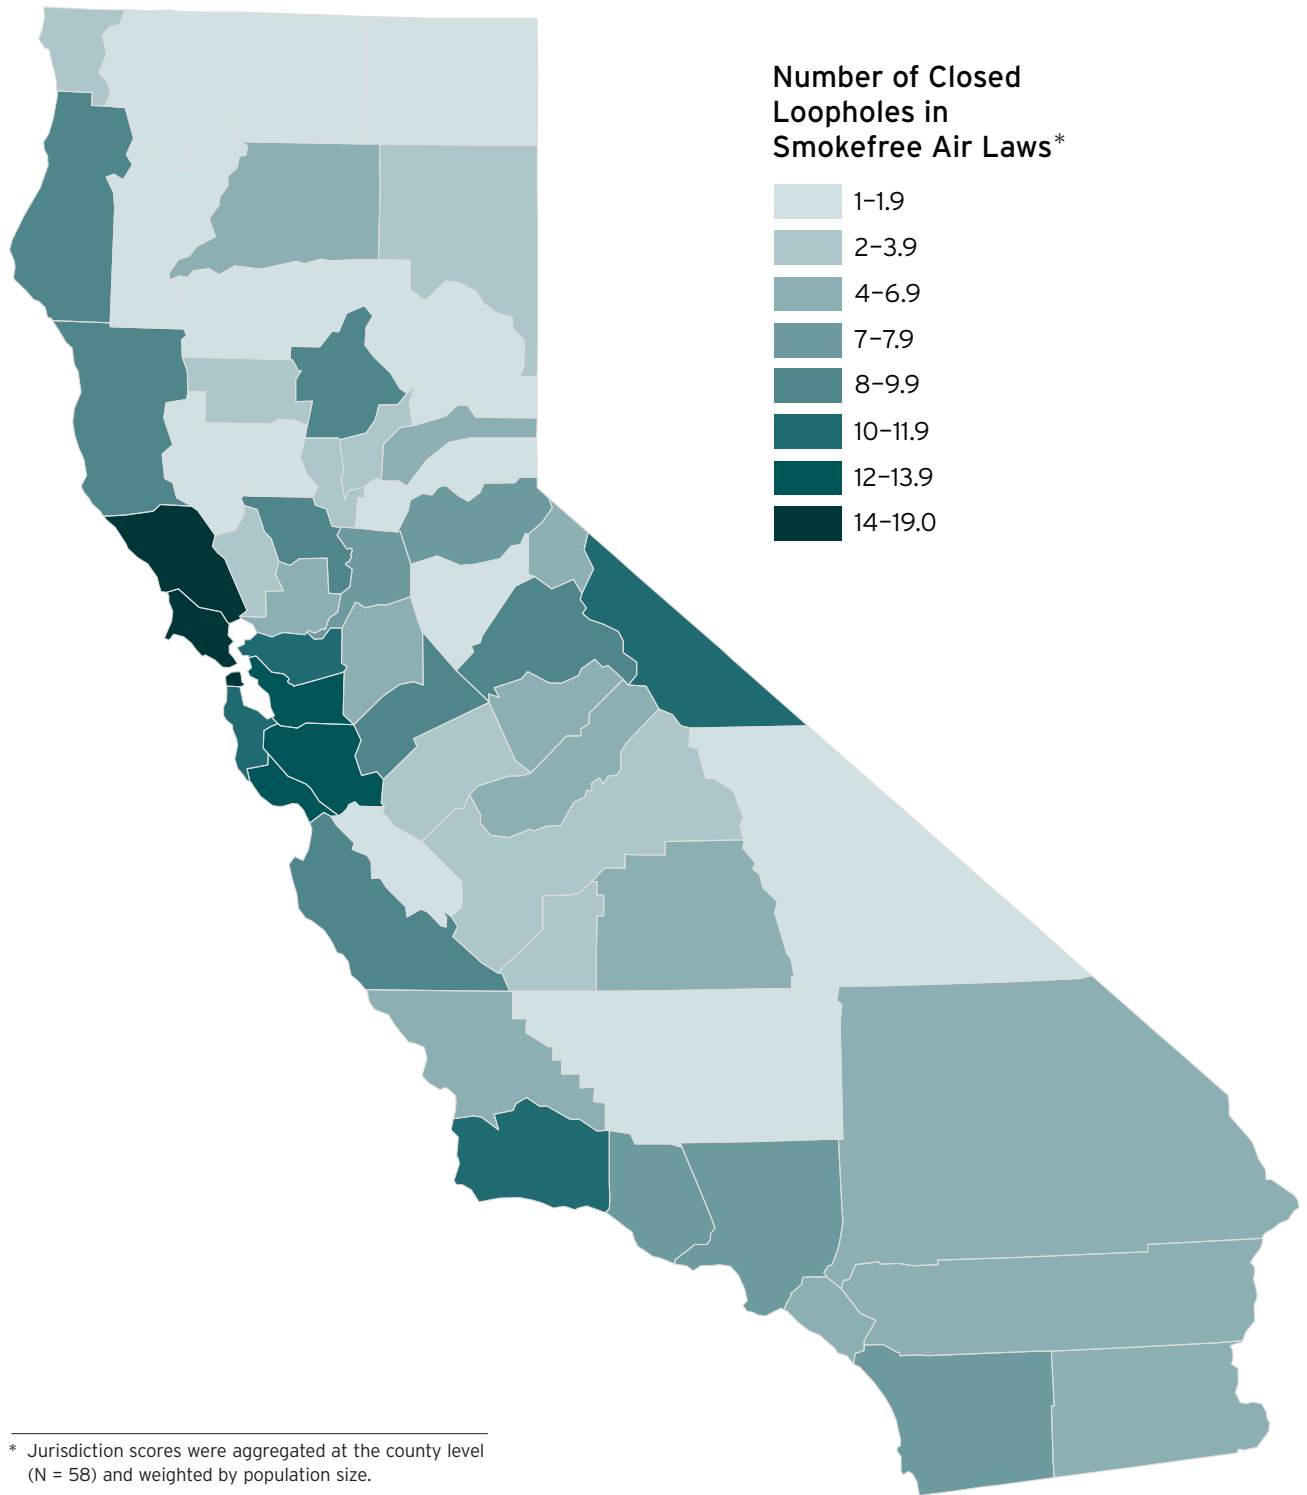 Number of Closed
Loopholes in
Smokefree Air Laws*
1–1.9
2–3.9
4–6.9
7–7.9
8–9.9
10–11.9
12–13.9
14–19.0
* Jurisdiction scores were aggregated at the county level
(N = 58) and weighted by population size.